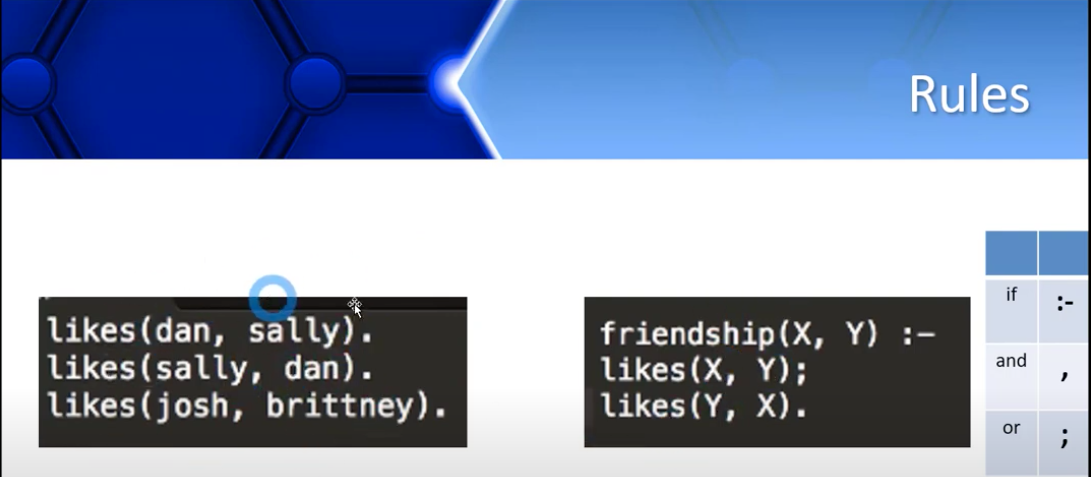 Rules
likes(dan, sally).
likes(sally, dan).
likes(josh, brittney).
friendship(X, Y) :-
likes(X, Y);
likes(Y, X).
if :-
and ,
or ;